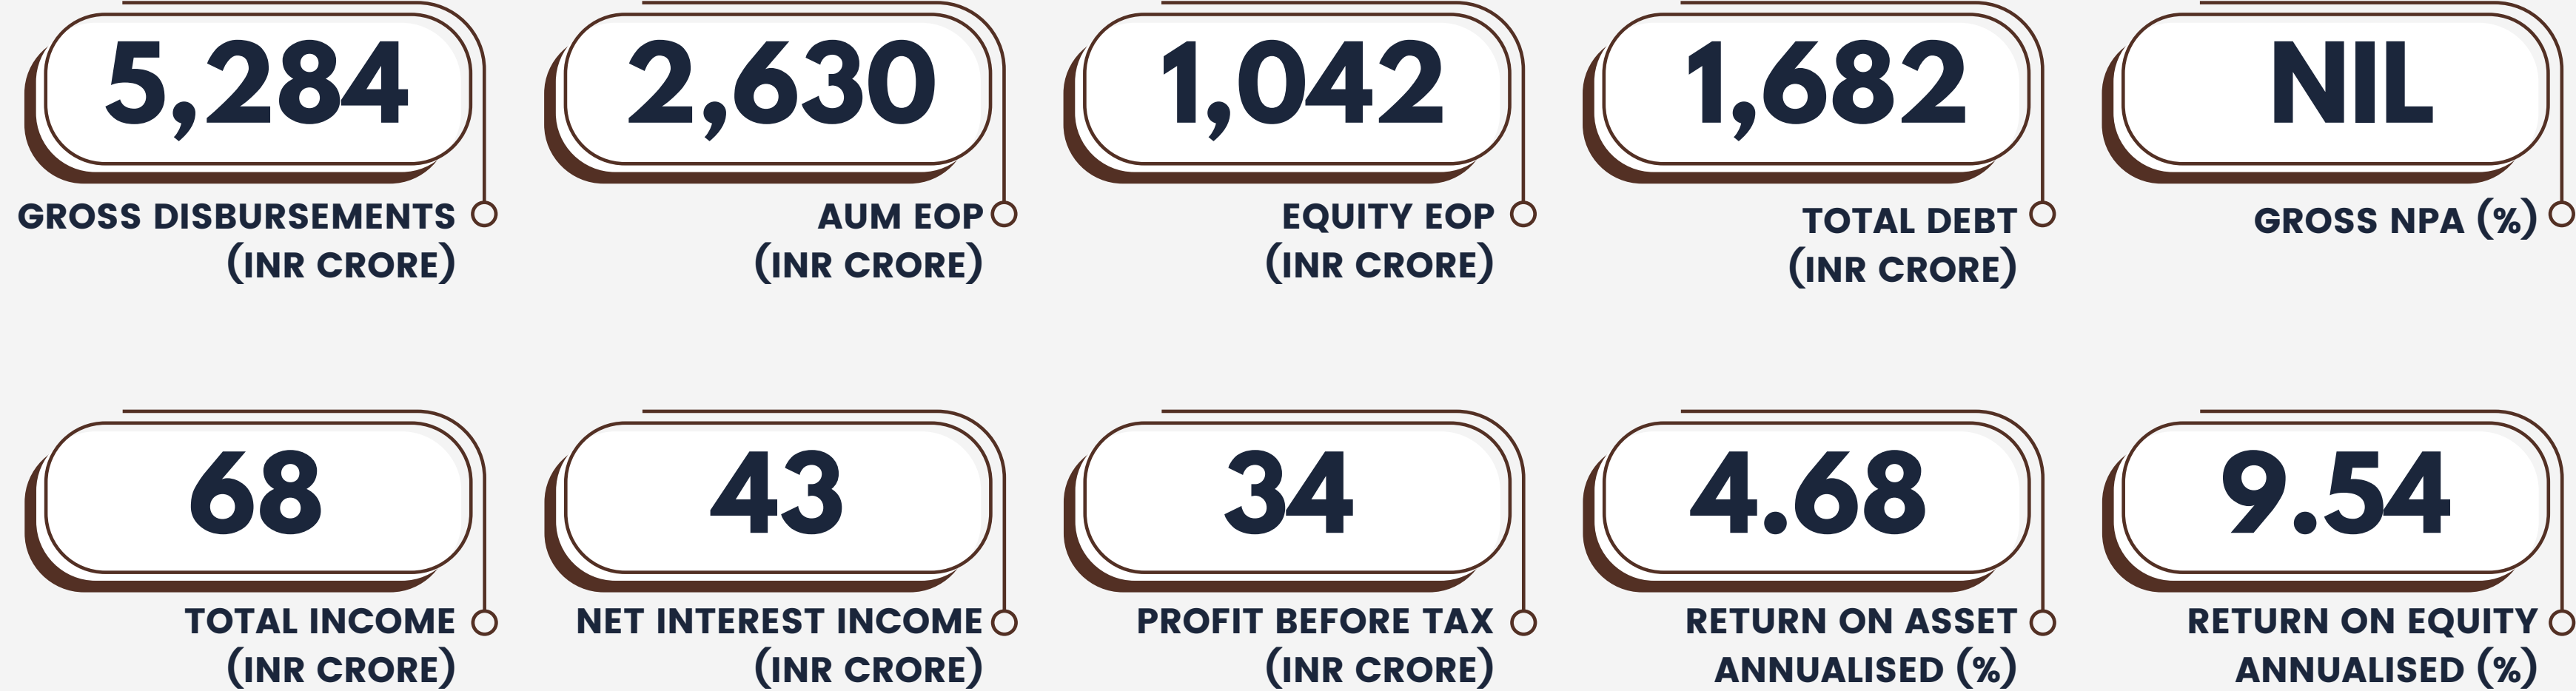 5,284
GROSS DISBURSEMENTS
(INR CRORE)
2,630
AUM EOP
(INR CRORE)
1,042
EQUITY EOP
(INR CRORE)
1,682
TOTAL DEBT
(INR CRORE)
NIL
GROSS NPA (%)
68
TOTAL INCOME
(INR CRORE)
43
NET INTEREST INCOME
(INR CRORE)
34
PROFIT BEFORE TAX
(INR CRORE)
4.68
RETURN ON ASSET
ANNUALISED (%)
9.54
RETURN ON EQUITY
ANNUALISED (%)